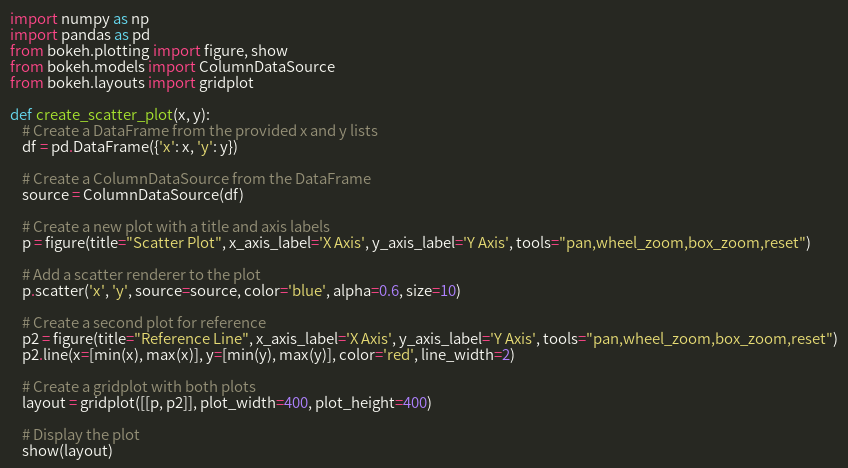 import numpy as np
import pandas as pd
from bokeh.plotting import figure, show
from bokeh.models import ColumnDataSource
from bokeh.layouts import gridplot

def create_scatter_plot(x, y):
    # Create a DataFrame from the provided x and y lists
    df = pd.DataFrame({'x': x, 'y': y})

    # Create a ColumnDataSource from the DataFrame
    source = ColumnDataSource(df)

    # Create a new plot with a title and axis labels
    p = figure(title="Scatter Plot", x_axis_label='X Axis', y_axis_label='Y Axis', tools="pan,wheel_zoom,box_zoom,reset")

    # Add a scatter renderer to the plot
    p.scatter('x', 'y', source=source, color='blue', alpha=0.6, size=10)

    # Create a second plot for reference
    p2 = figure(title="Reference Line", x_axis_label='X Axis', y_axis_label='Y Axis', tools="pan,wheel_zoom,box_zoom,reset")
    p2.line(x=[min(x), max(x)], y=[min(y), max(y)], color='red', line_width=2)

    # Create a gridplot with both plots
    layout = gridplot([[p, p2]], plot_width=400, plot_height=400)

    # Display the plot
    show(layout)